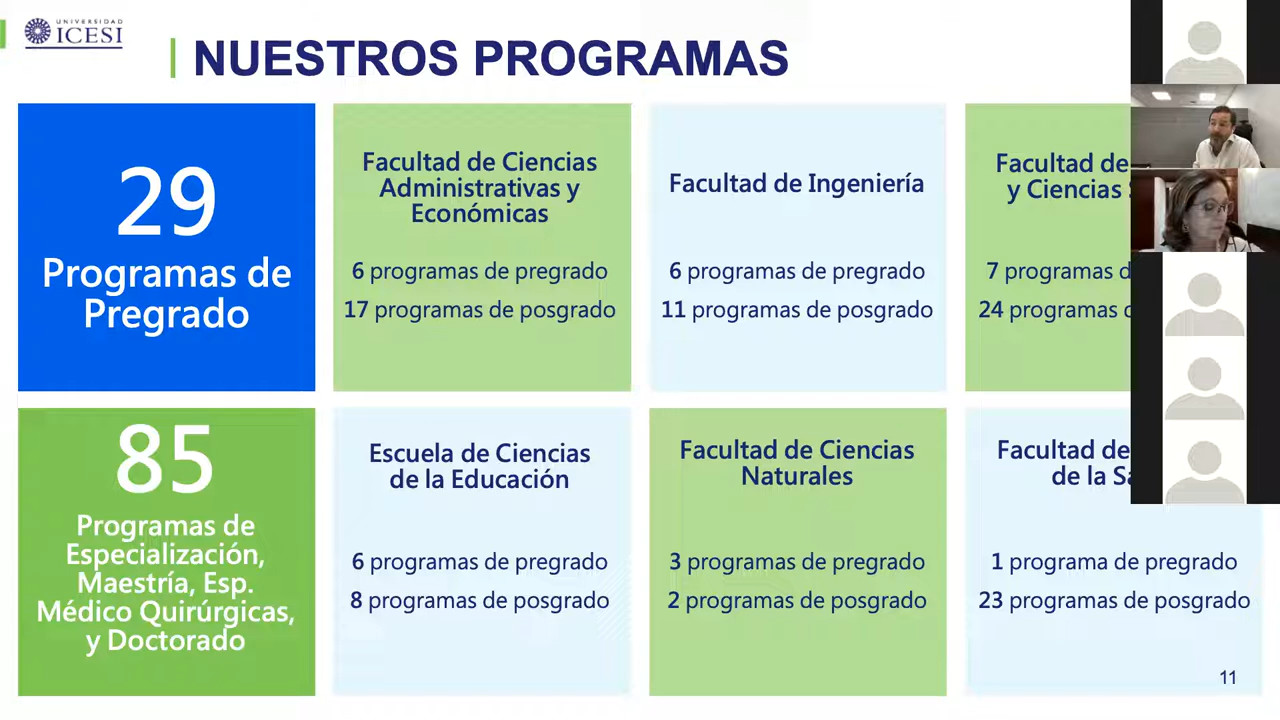 UNIVERSIDAD
ICESI
NUESTROS PROGRAMAS
29
Programas de
Pregrado
Facultad de Ciencias
Administrativas y
Económicas
6 programas de pregrado
17 programas de posgrado
Facultad de Ingeniería
6 programas de pregrado
11 programas de posgrado
Facultad de
y Ciencias
7 programas
24 programas
85
Programas de
Especialización,
Maestría, Esp.
Médico Quirúrgicas,
y Doctorado
Escuela de Ciencias
de la Educación
6 programas de pregrado
8 programas de posgrado
Facultad de Ciencias
Naturales
3 programas de pregrado
2 programas de posgrado
Facultad de
de la
1 programa de pregrado
23 programas de posgrado
11